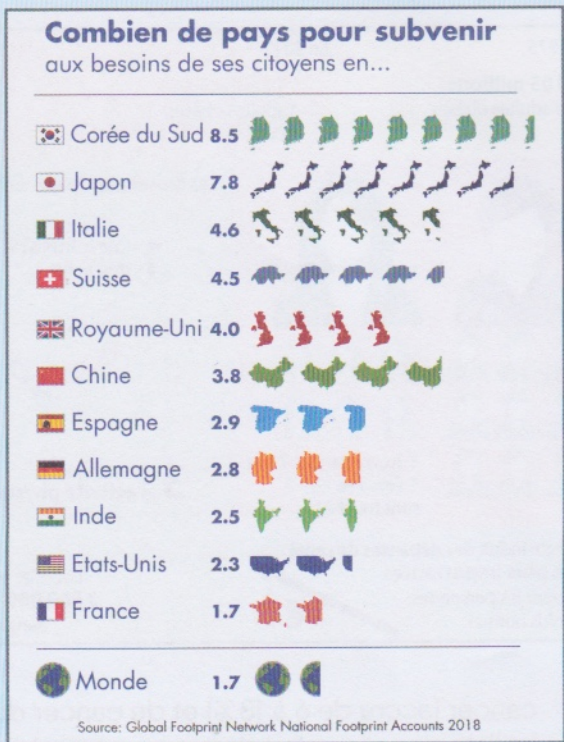 Combien de pays pour subvenir
aux besoins de ses citoyens en...
Corée du Sud 8.5
Japon 7.8
Italie 4.6
Suisse 4.5
Royaume-Uni 4.0
Chine 3.8
Espagne 2.9
Allemagne 2.8
Inde 2.5
Etats-Unis 2.3
France 1.7
Monde 1.7
Source: Global Footprint Network National Footprint Accounts 2018